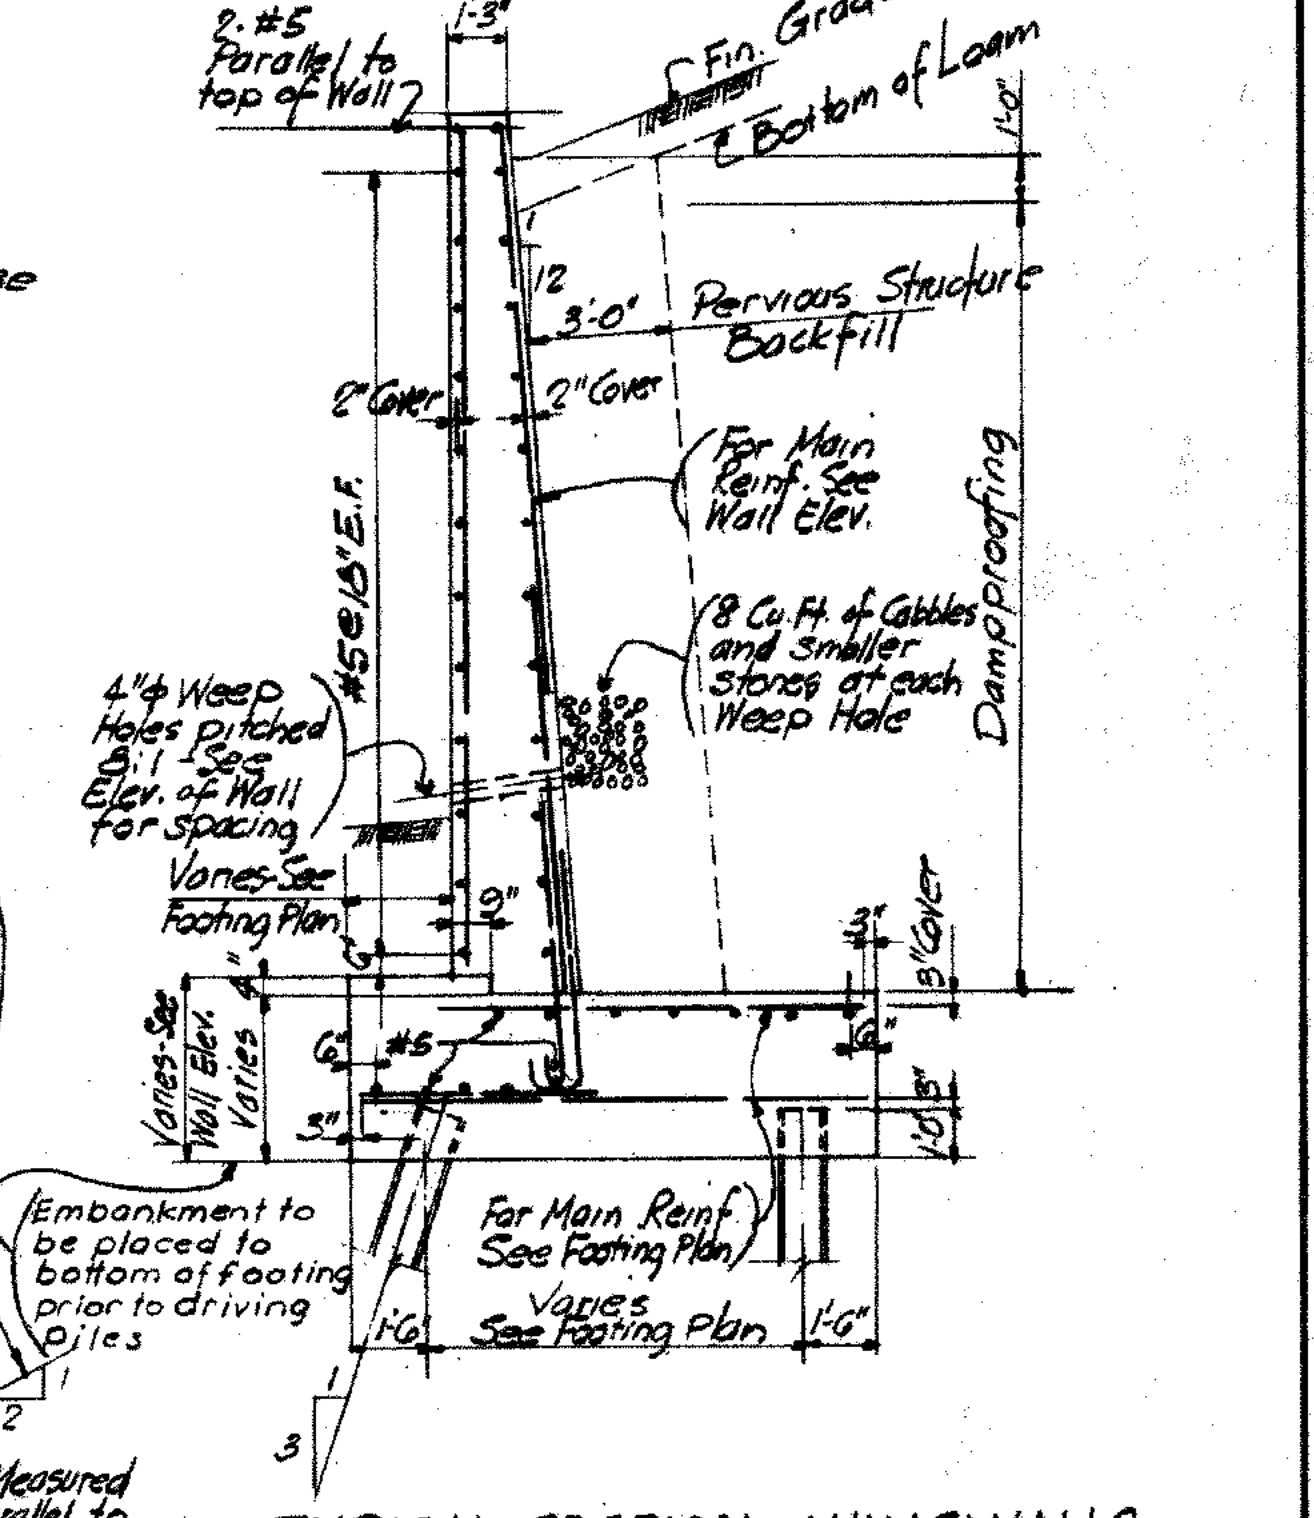 2-#5
Parallel to
top of Wall
1'-3"
Fin.
Bottom of Loam
1'-0"
1
12
3'-0"
Pervious Structure
Backfill
2" Cover
2" Cover
For Main
Reinf. See
Wall Elev.
#5@18" E.F.
Dampproofing
8 Cu. Ft. of Cobbles
and smaller
stones at each
Weep Hole
4"ϕ Weep
Holes pitched
8:1 - See
Elev. of Wall
for spacing
Varies-See
Footing Plan
9"
6"
4"
3"
3" Cover
Varies-See
Wall Elev.
Varies
6"
#5
6"
3"
3"
1'-0"
Embankment to
be placed to
bottom of footing
prior to driving
piles
For Main Reinf.
See Footing Plan
Varies
See Footing Plan
1'-6"
1'-6"
1
2
1
3
Measured
TYPICAL SECTION WINGWALLS